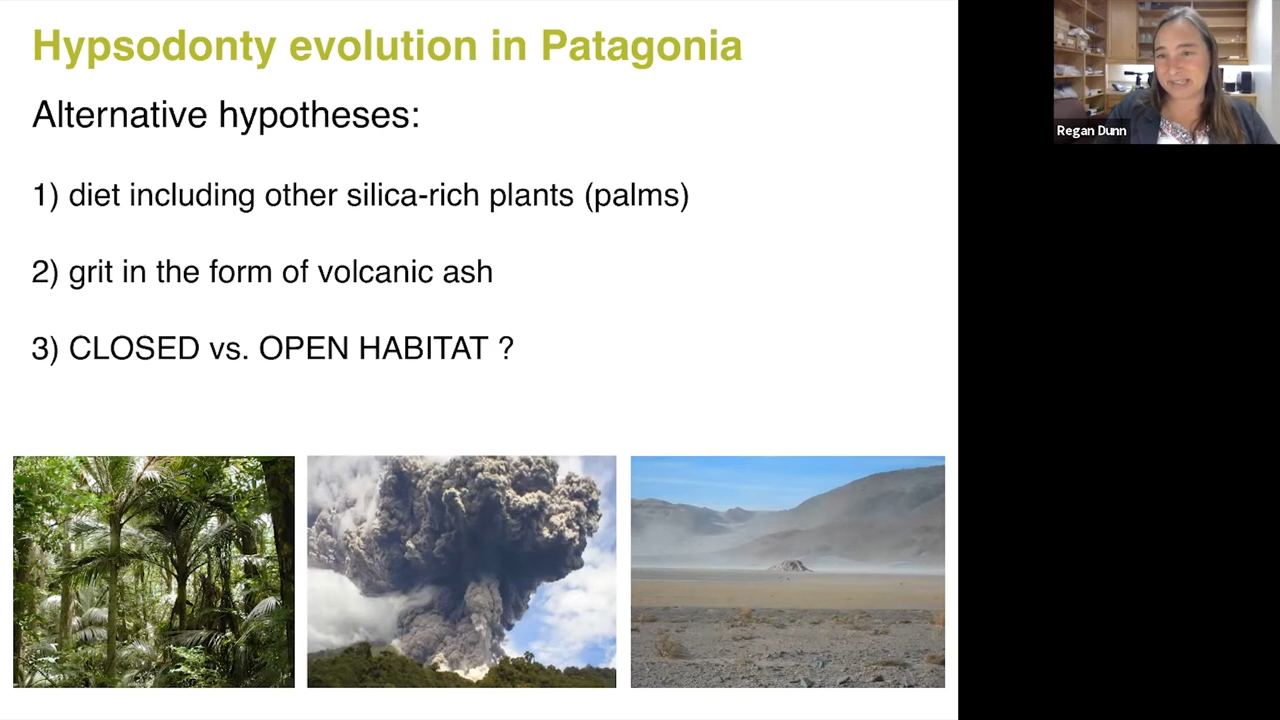 Hypsodonty evolution in Patagonia
Alternative hypotheses:
1) diet including other silica-rich plants (palms)
2) grit in the form of volcanic ash
3) CLOSED vs. OPEN HABITAT ?
Regan Dunn